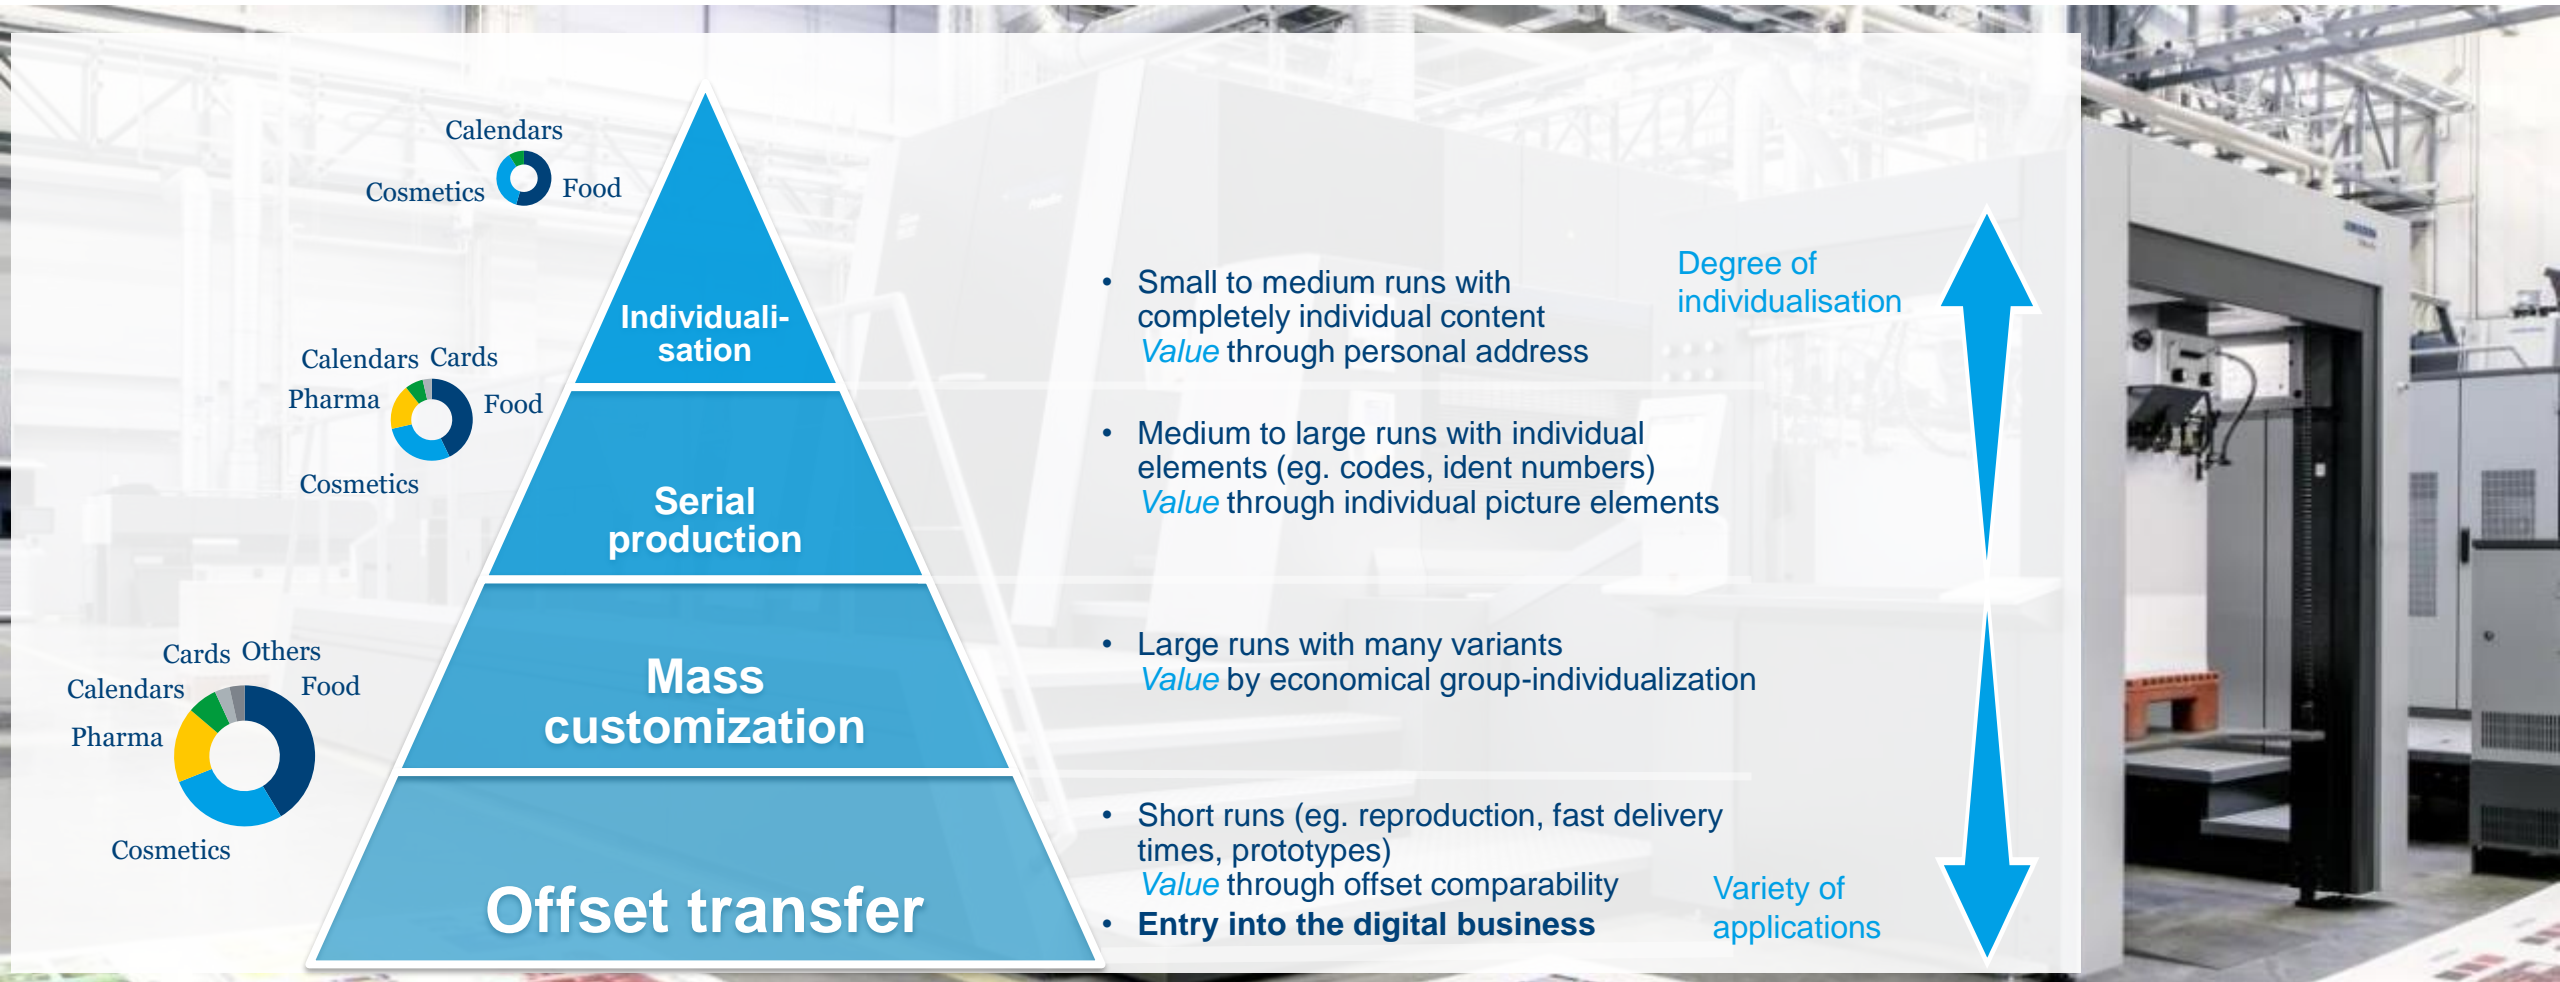 Calendars
Cosmetics
Food
Individuali-
sation
• Small to medium runs with
completely individual content
Value through personal address
Degree of
individualisation
Calendars Cards
Pharma
Food
Cosmetics
Serial
production
• Medium to large runs with individual
elements (eg. codes, ident numbers)
Value through individual picture elements
Cards Others
Calendars
Food
Pharma
Cosmetics
Mass
customization
• Large runs with many variants
Value by economical group-individualization
Offset transfer
• Short runs (eg. reproduction, fast delivery
times, prototypes)
Value through offset comparability
• Entry into the digital business
Variety of
applications